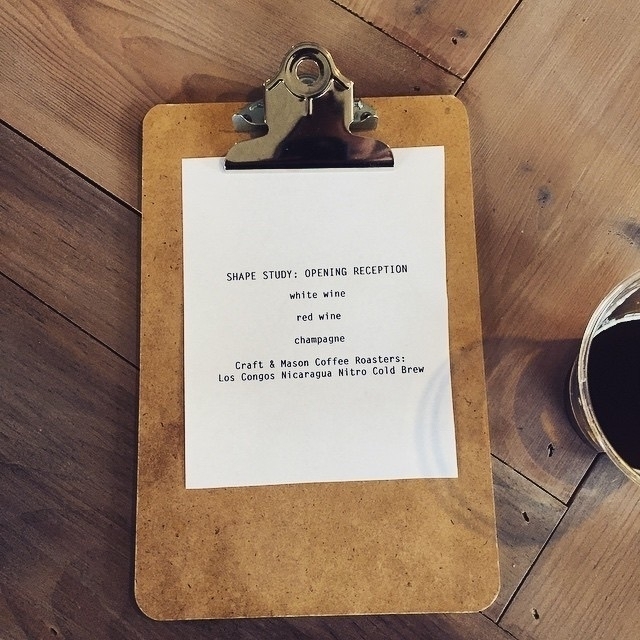 SHAPE STUDY: OPENING RECEPTION
white wine
red wine
champagne
Craft & Mason Coffee Roasters:
Los Congos Nicaragua Nitro Cold Brew